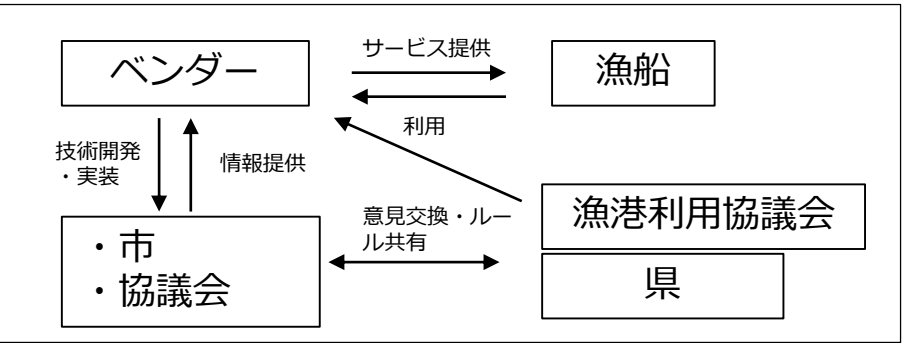 サービス提供
ベンダー
漁船
利用
技術開発
・実装
情報提供
意見交換・ルー
ル共有
漁港利用協議会
・市
・協議会
県